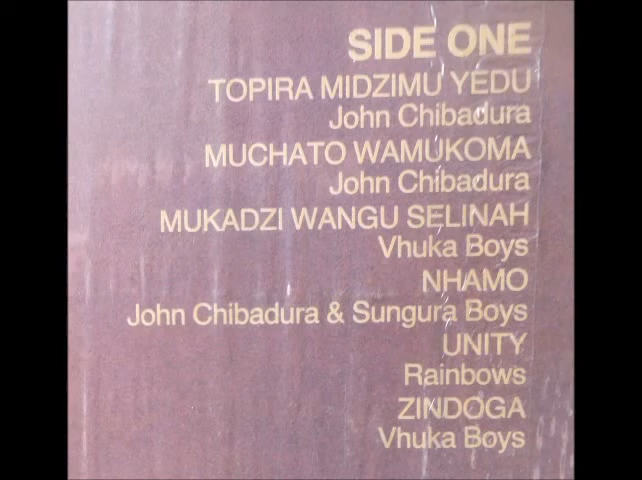 SIDE ONE
TOPIRA MIDZIMU YEDU
John Chibadura
MUCHATO WAMUKOMA
John Chibadura
MUKADZI WANGU SELINAH
Vhuka Boys
NHAMO
John Chibadura & Sungura Boys
UNITY
Rainbows
ZINDOGA
Vhuka Boys